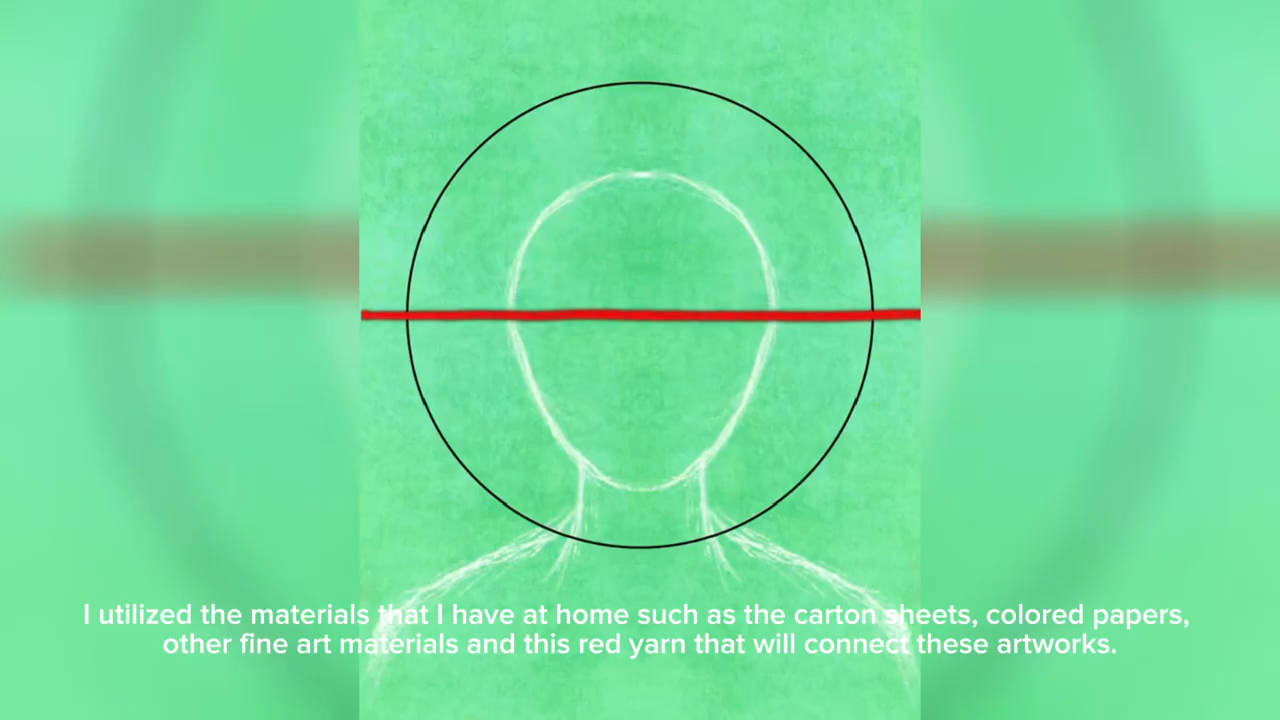 I utilized the materials that I have at home such as the carton sheets, colored papers,
other fine art materials and this red yarn that will connect these artworks.